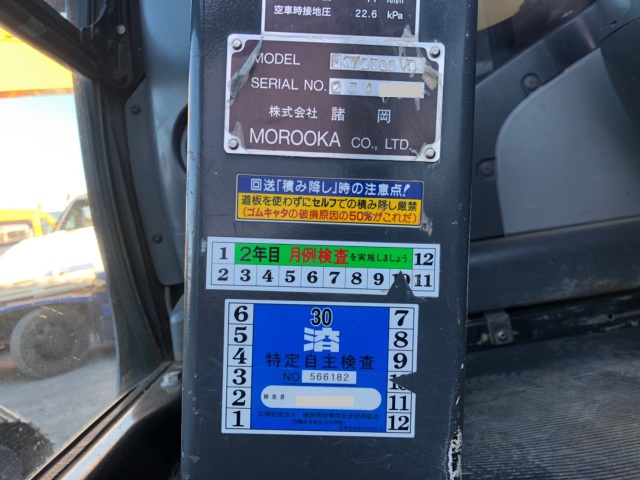 空車時接地圧 22.6 kPa
MODEL MST2300VD
SERIAL NO.
株式会社 諸岡
MOROOKA CO., LTD.
回送「積み降し」時の注意点!
道板を使わずにセルフでの積み降し厳禁
(ゴムキャタの破損原因の50%がこれだ)
1 2年目 月例検査を実施しましょう 12
2 3 4 5 6 7 8 9 10 11
30
済
特定自主検査
NO 566182
検査者
6 5 4 3 2 1
7 8 9 11 12